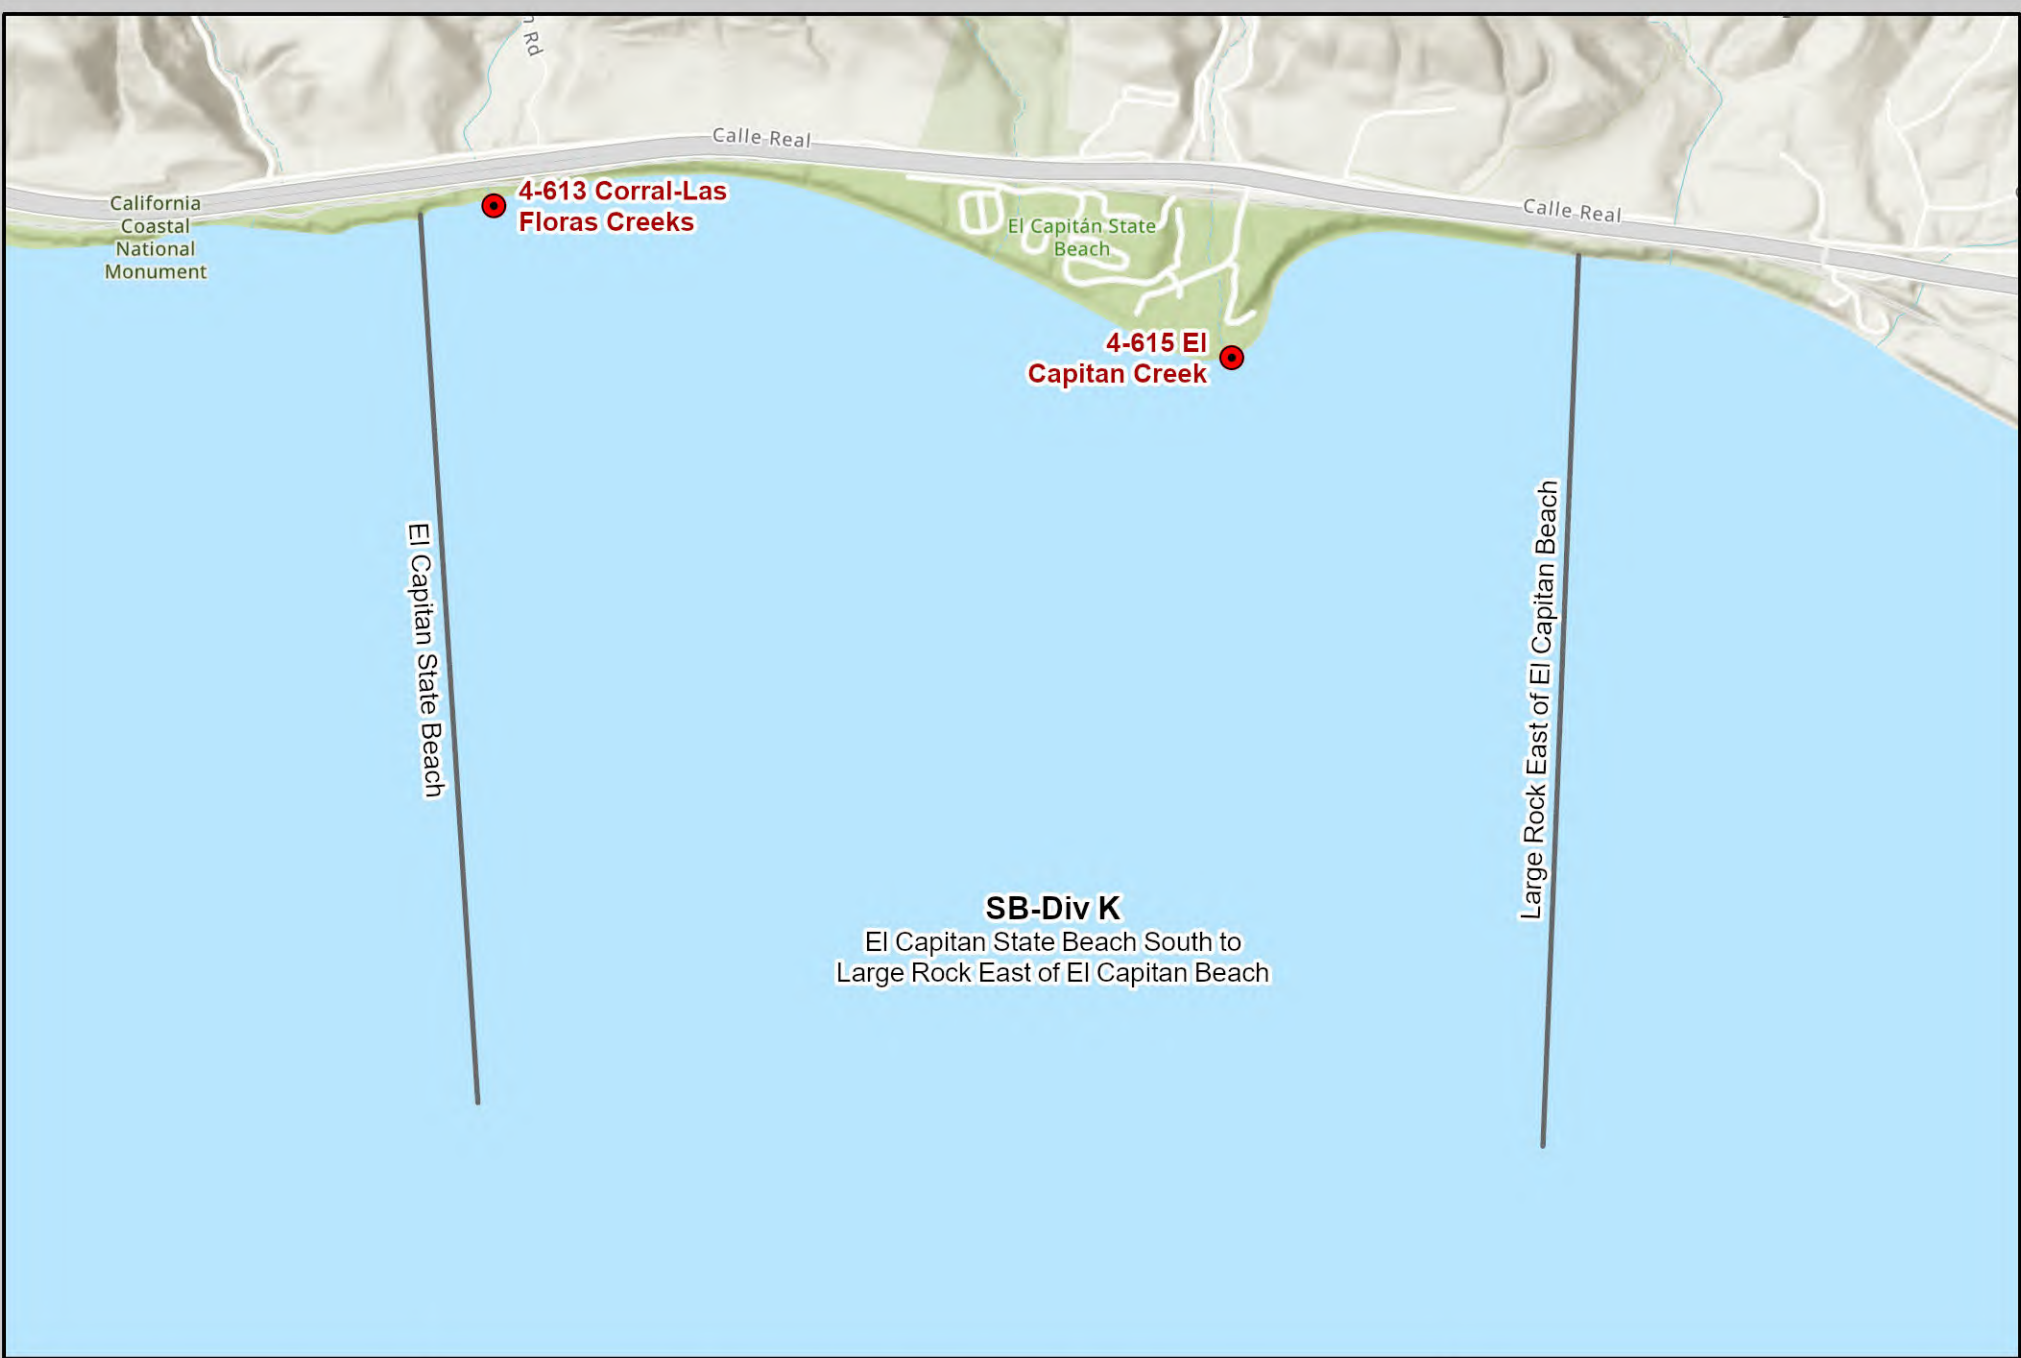 Rd
Calle Real
California
Coastal
National
Monument
4-613 Corral-Las
Floras Creeks
El Capitán State
Beach
Calle Real
4-615 El
Capitan Creek
El Capitan State Beach
Large Rock East of El Capitan Beach
SB-Div K
El Capitan State Beach South to
Large Rock East of El Capitan Beach